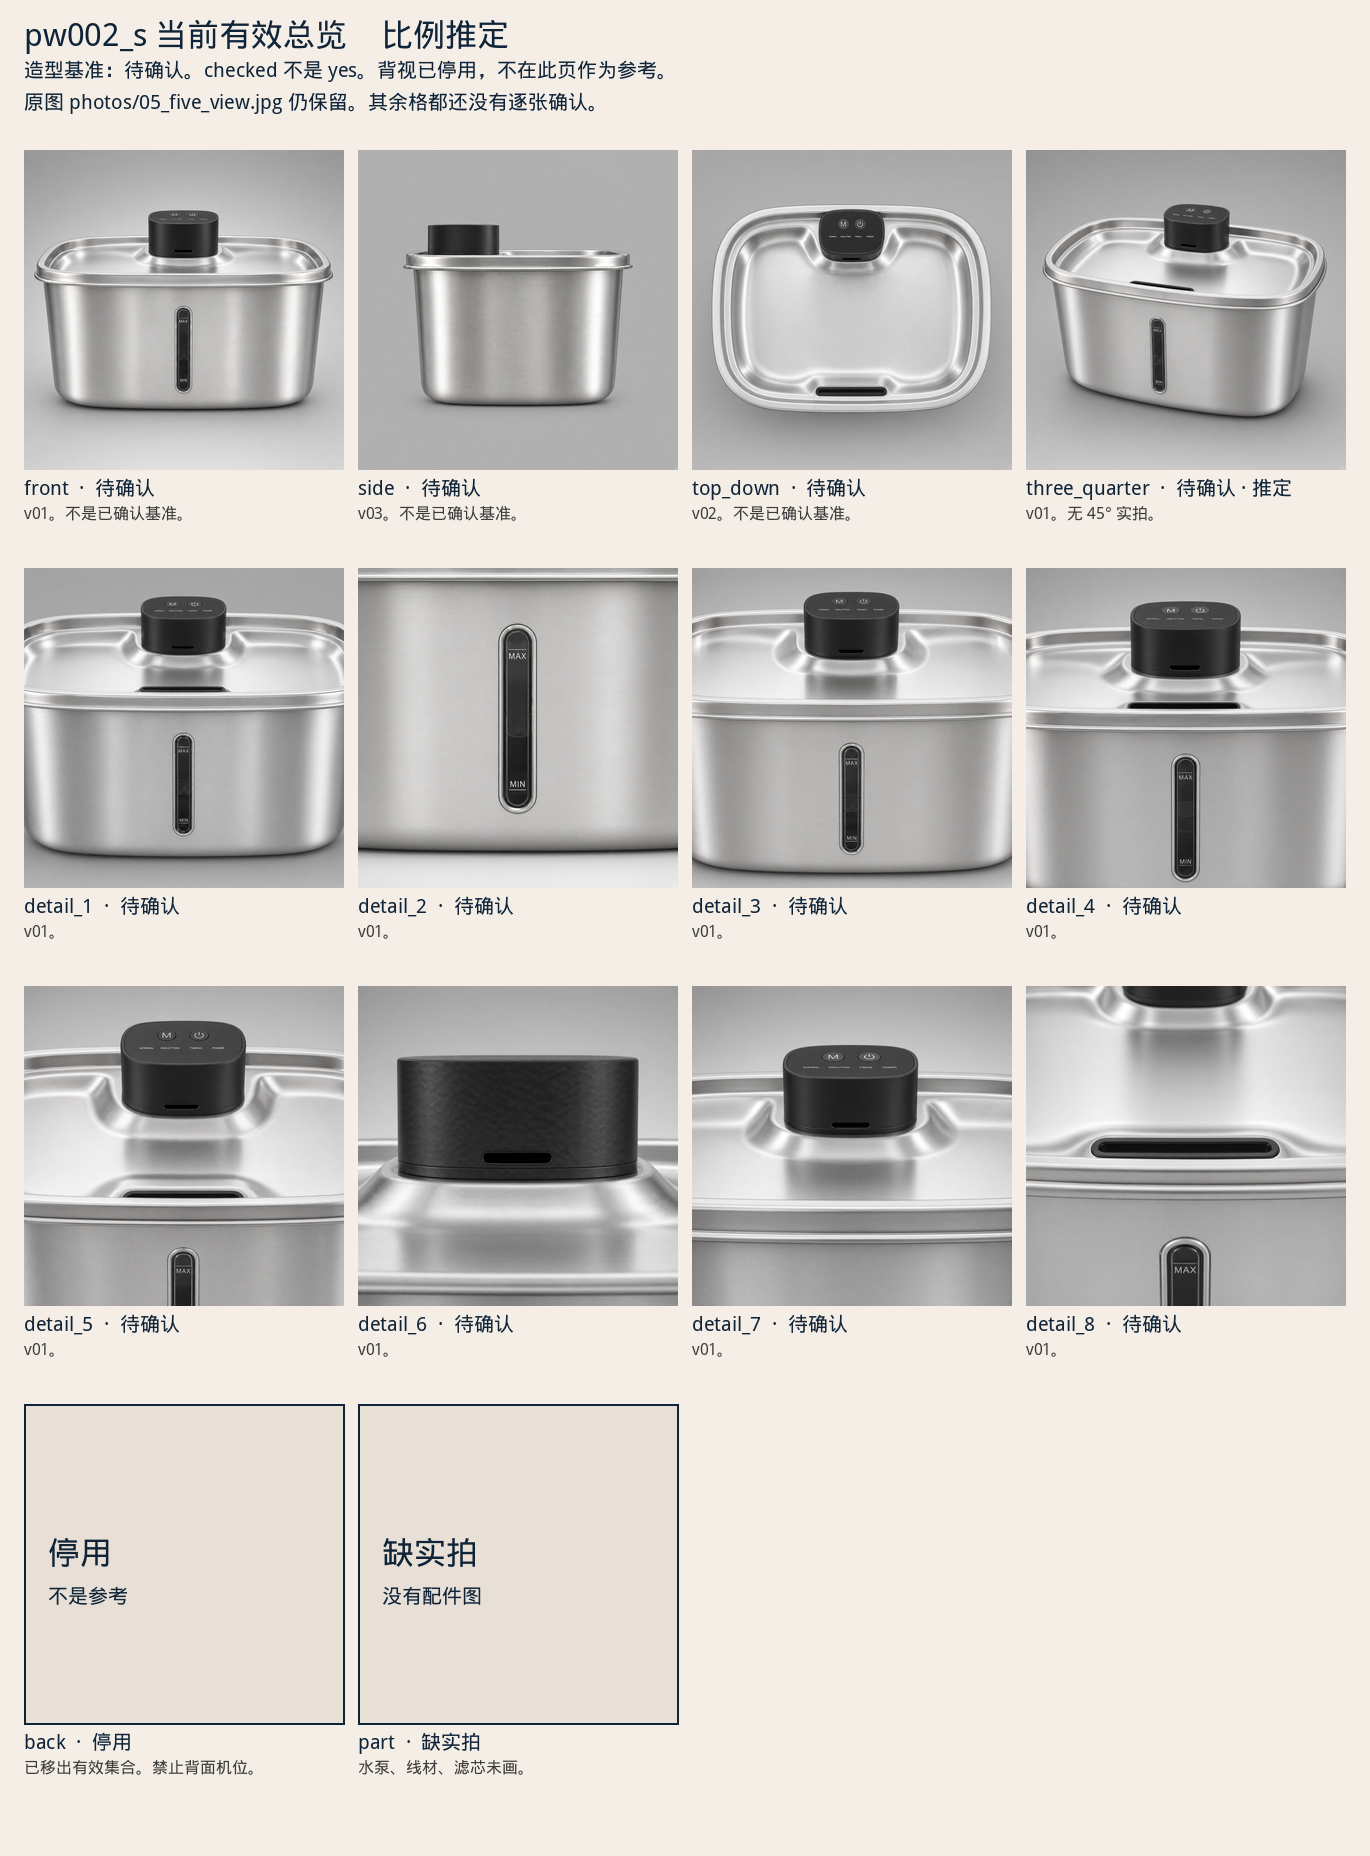 pw002_s 当前有效总览 比例推定
造型基准：待确认。checked 不是 yes。背视已停用，不在此页作为参考。
原图 photos/05_five_view.jpg 仍保留。其余格都还没有逐张确认。
M
M
M
MAX
MIN
front · 待确认
v01。不是已确认基准。
side · 待确认
v03。不是已确认基准。
top_down · 待确认
v02。不是已确认基准。
three_quarter · 待确认 · 推定
v01。无 45° 实拍。
M
MAX
MIN
MAX
MIN
M
MAX
MIN
M
MAX
MIN
detail_1 · 待确认
v01。
detail_2 · 待确认
v01。
detail_3 · 待确认
v01。
detail_4 · 待确认
v01。
M
MAX
M
MAX
detail_5 · 待确认
v01。
detail_6 · 待确认
v01。
detail_7 · 待确认
v01。
detail_8 · 待确认
v01。
停用
不是参考
缺实拍
没有配件图
back · 停用
已移出有效集合。禁止背面机位。
part · 缺实拍
水泵、线材、滤芯未画。